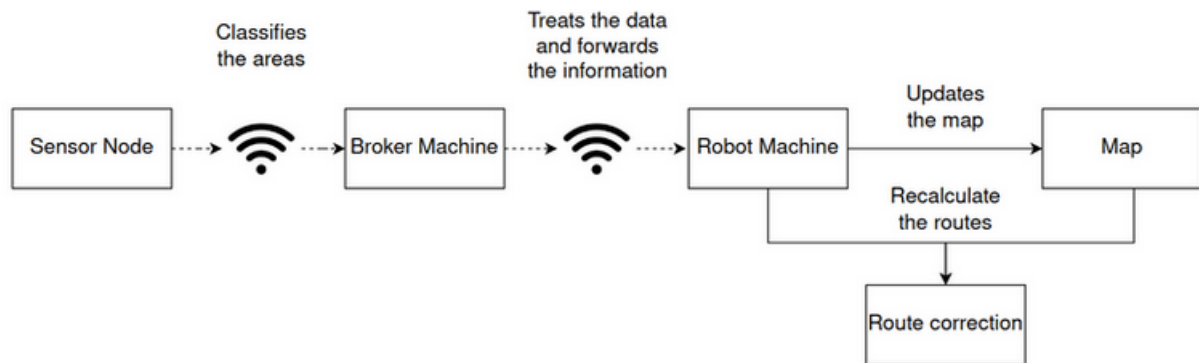 Classifies
the areas
Treats the data
and forwards
the information
Sensor Node
Broker Machine
Robot Machine
Updates
the map
Map
Recalculate
the routes
Route correction